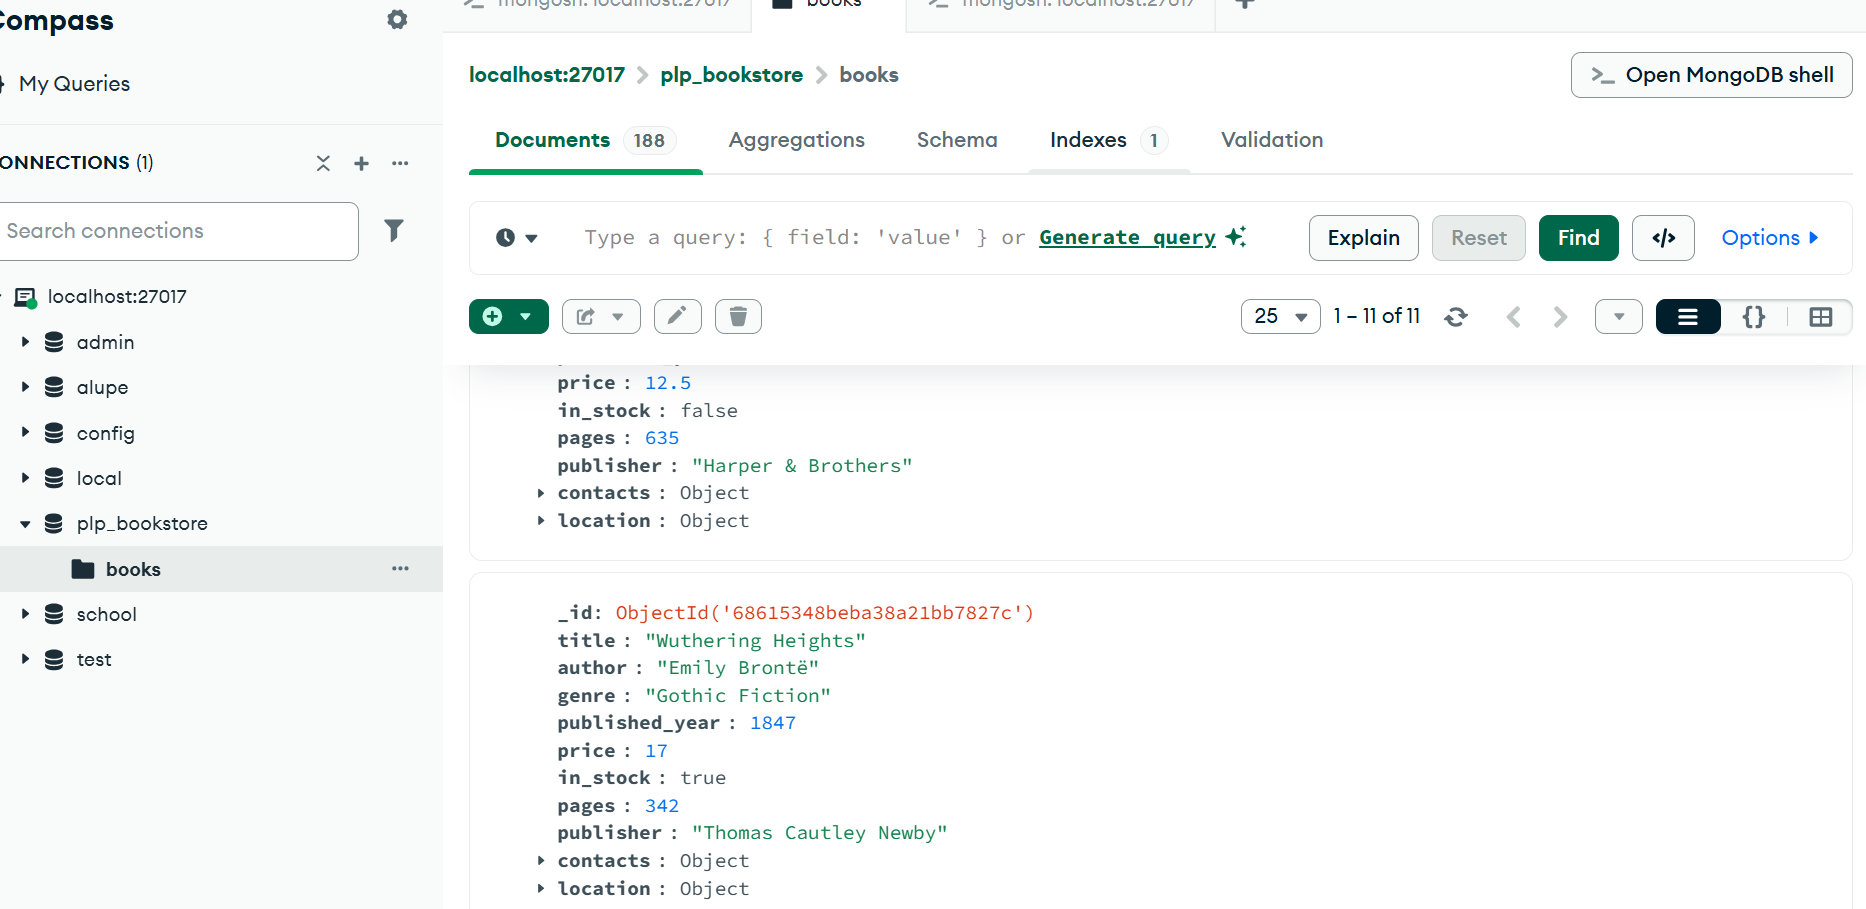 Compass
mongosh: localhost:27017
books
mongosh: localhost:27017
My Queries
localhost:27017 > plp_bookstore > books
>_ Open MongoDB shell
Documents 188
Aggregations
Schema
Indexes 1
Validation
ONNECTIONS (1)
Search connections
Type a query: { field: 'value' } or Generate query
Explain
Reset
Find
</>
Options
25
1 – 11 of 11
{}
localhost:27017
admin
alupe
config
local
plp_bookstore
books
school
test
price : 12.5
in_stock : false
pages : 635
publisher : "Harper & Brothers"
contacts : Object
location : Object
_id: ObjectId('68615348beba38a21bb7827c')
title : "Wuthering Heights"
author : "Emily Brontë"
genre : "Gothic Fiction"
published_year : 1847
price : 17
in_stock : true
pages : 342
publisher : "Thomas Cautley Newby"
contacts : Object
location : Object